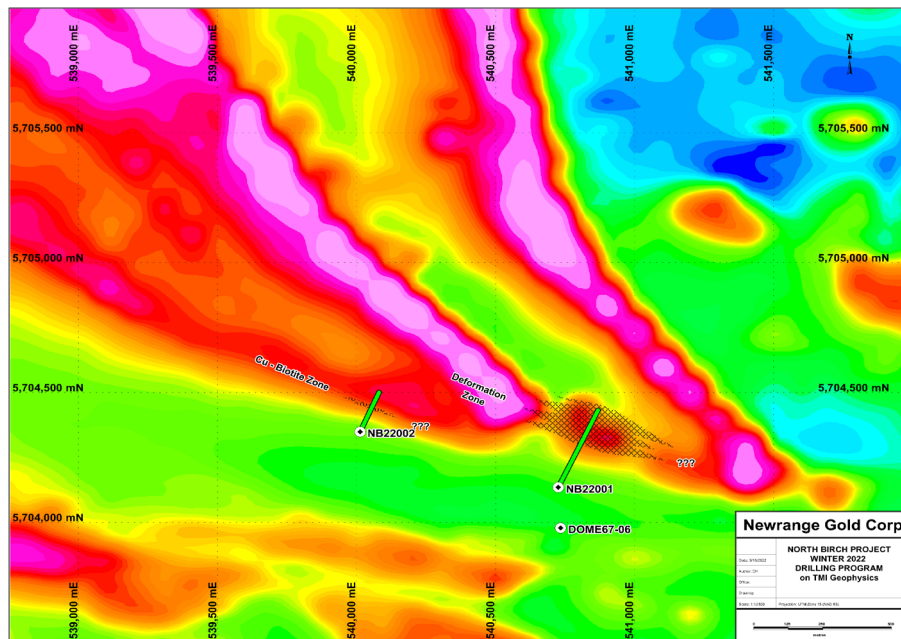 539,000 mE
539,500 mE
540,000 mE
540,500 mE
541,000 mE
541,500 mE
N
5,705,500 mN
5,705,500 mN
5,705,000 mN
5,705,000 mN
Cu - Biotite Zone
Deformation
Zone
5,704,500 mN
5,704,500 mN
???
NB22002
???
NB22001
5,704,000 mN
DOME67-06
Newrange Gold Corp
NORTH BIRCH PROJECT
WINTER 2022
DRILLING PROGRAM
on TMI Geophysics
Author:
Office:
Drawing:
539,000 mE
539,500 mE
540,000 mE
540,500 mE
541,000 mE